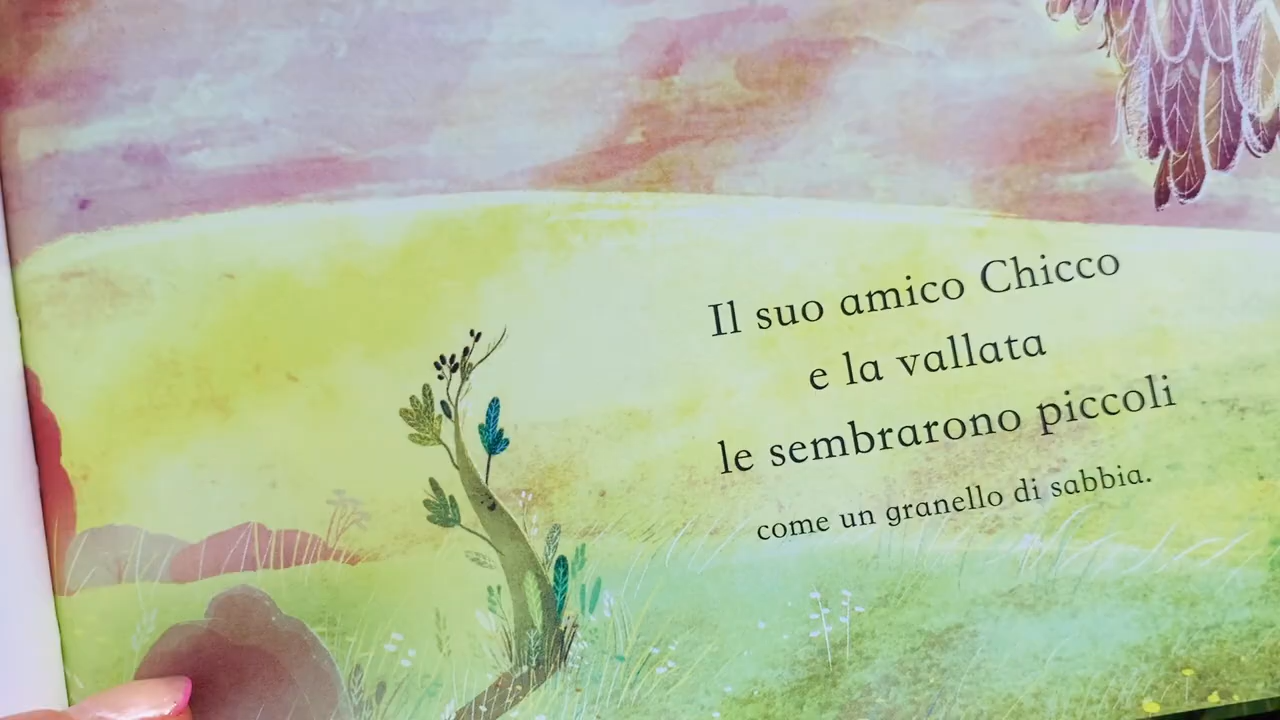 Il suo amico Chicco
e la vallata
le sembrarono piccoli
come un granello di sabbia.